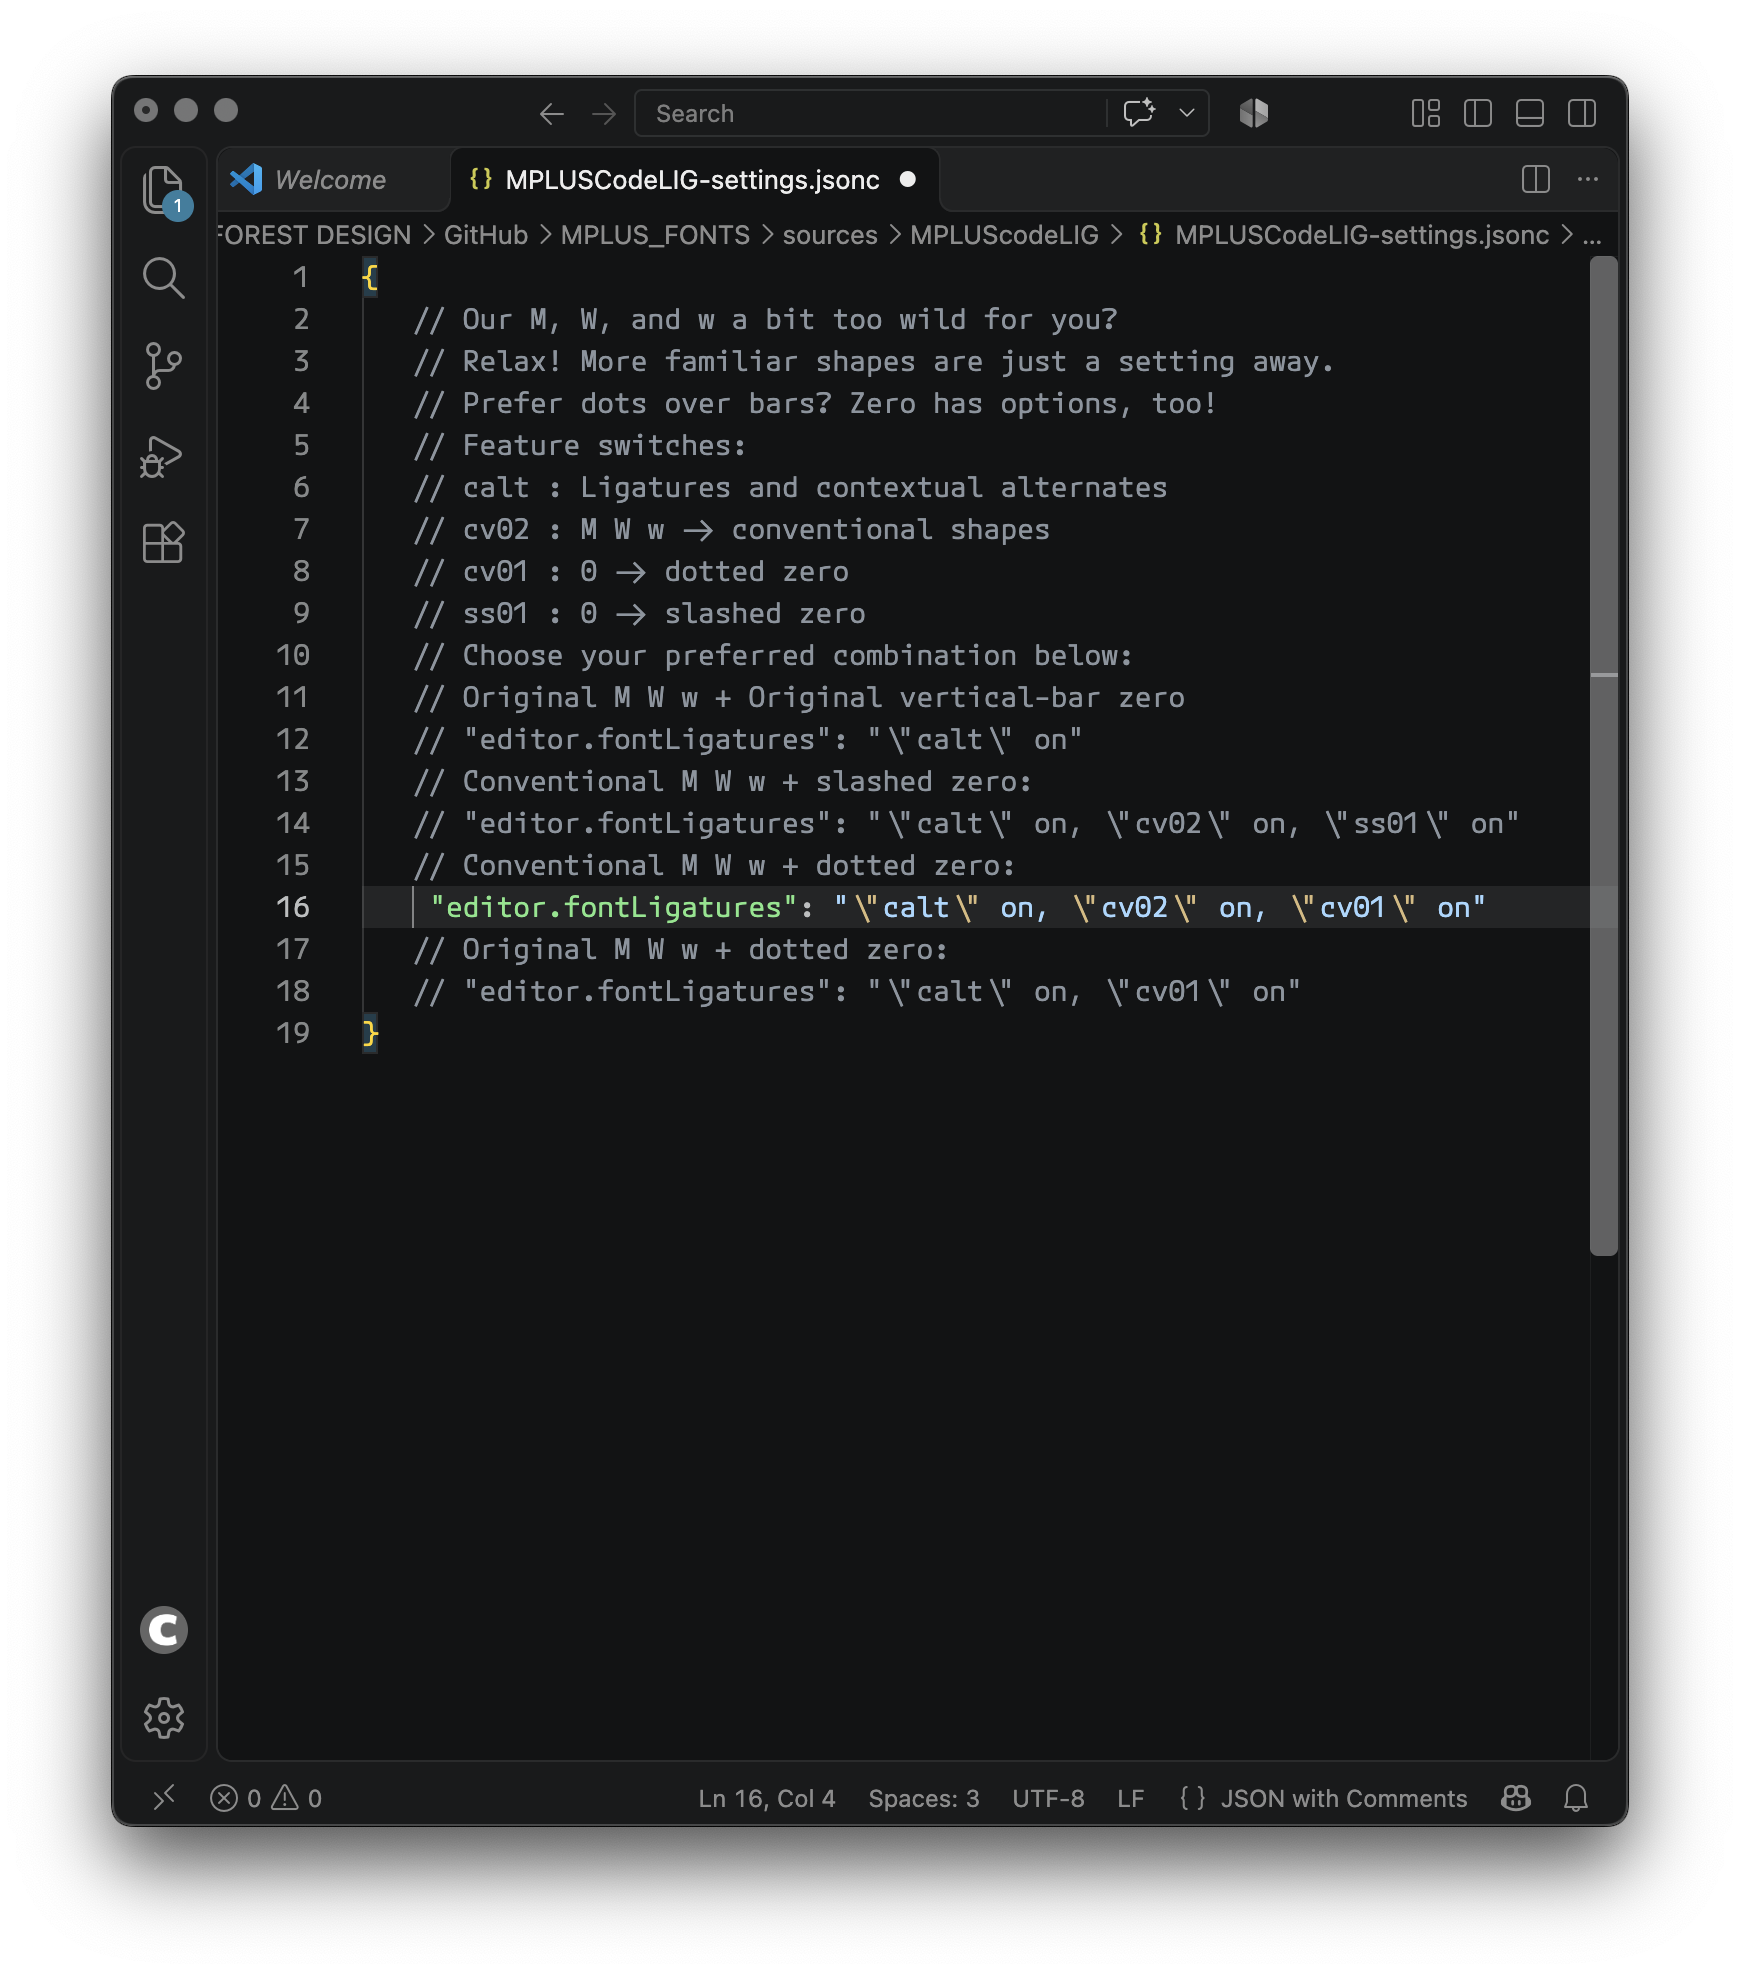 Search
1
Welcome
{} MPLUSCodeLIG-settings.jsonc
OREST DESIGN > GitHub > MPLUS_FONTS > sources > MPLUScodeLIG > {} MPLUSCodeLIG-settings.jsonc > ...
1 {
2 // Our M, W, and w a bit too wild for you?
3 // Relax! More familiar shapes are just a setting away.
4 // Prefer dots over bars? Zero has options, too!
5 // Feature switches:
6 // calt : Ligatures and contextual alternates
7 // cv02 : M W w -> conventional shapes
8 // cv01 : 0 -> dotted zero
9 // ss01 : 0 -> slashed zero
10 // Choose your preferred combination below:
11 // Original M W w + Original vertical-bar zero
12 // "editor.fontLigatures": "\"calt\" on"
13 // Conventional M W w + slashed zero:
14 // "editor.fontLigatures": "\"calt\" on, \"cv02\" on, \"ss01\" on"
15 // Conventional M W w + dotted zero:
16 "editor.fontLigatures": "\"calt\" on, \"cv02\" on, \"cv01\" on"
17 // Original M W w + dotted zero:
18 // "editor.fontLigatures": "\"calt\" on, \"cv01\" on"
19 }
C
0 0 Ln 16, Col 4 Spaces: 3 UTF-8 LF {} JSON with Comments